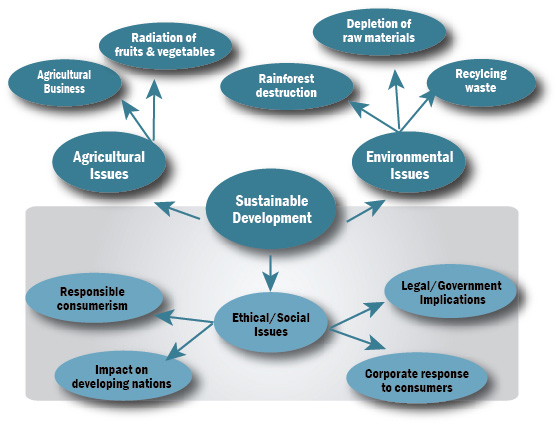 Radiation of
fruits & vegetables
Depletion of
raw materials
Agricultural
Business
Rainforest
destruction
Recylcing
waste
Agricultural
Issues
Environmental
Issues
Sustainable
Development
Responsible
consumerism
Legal/Government
Implications
Ethical/Social
Issues
Impact on
developing nations
Corporate response
to consumers